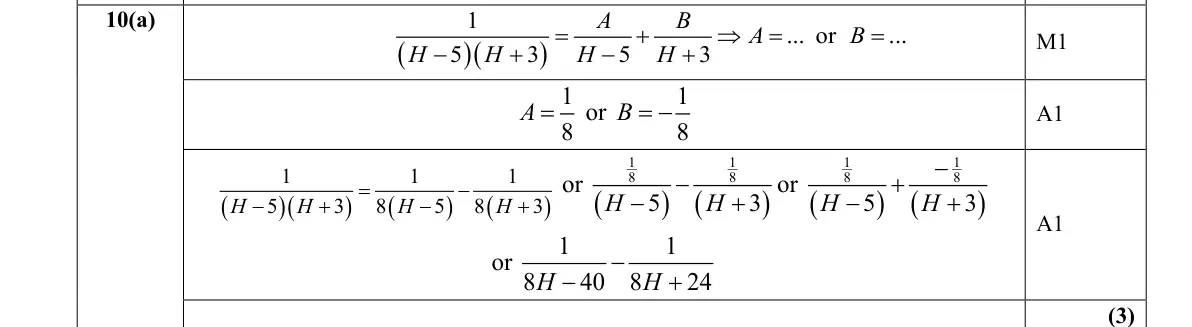 10(a)
1/((H − 5)(H + 3)) = A/(H − 5) + B/(H + 3) ⇒ A = ... or B = ... M1
A = 1/8 or B = −1/8 A1
1/((H − 5)(H + 3)) = 1/(8(H − 5)) − 1/(8(H + 3)) or (1/8)/(H − 5) − (1/8)/(H + 3) or (1/8)/(H − 5) + (−1/8)/(H + 3)
or 1/(8H − 40) − 1/(8H + 24) A1
(3)